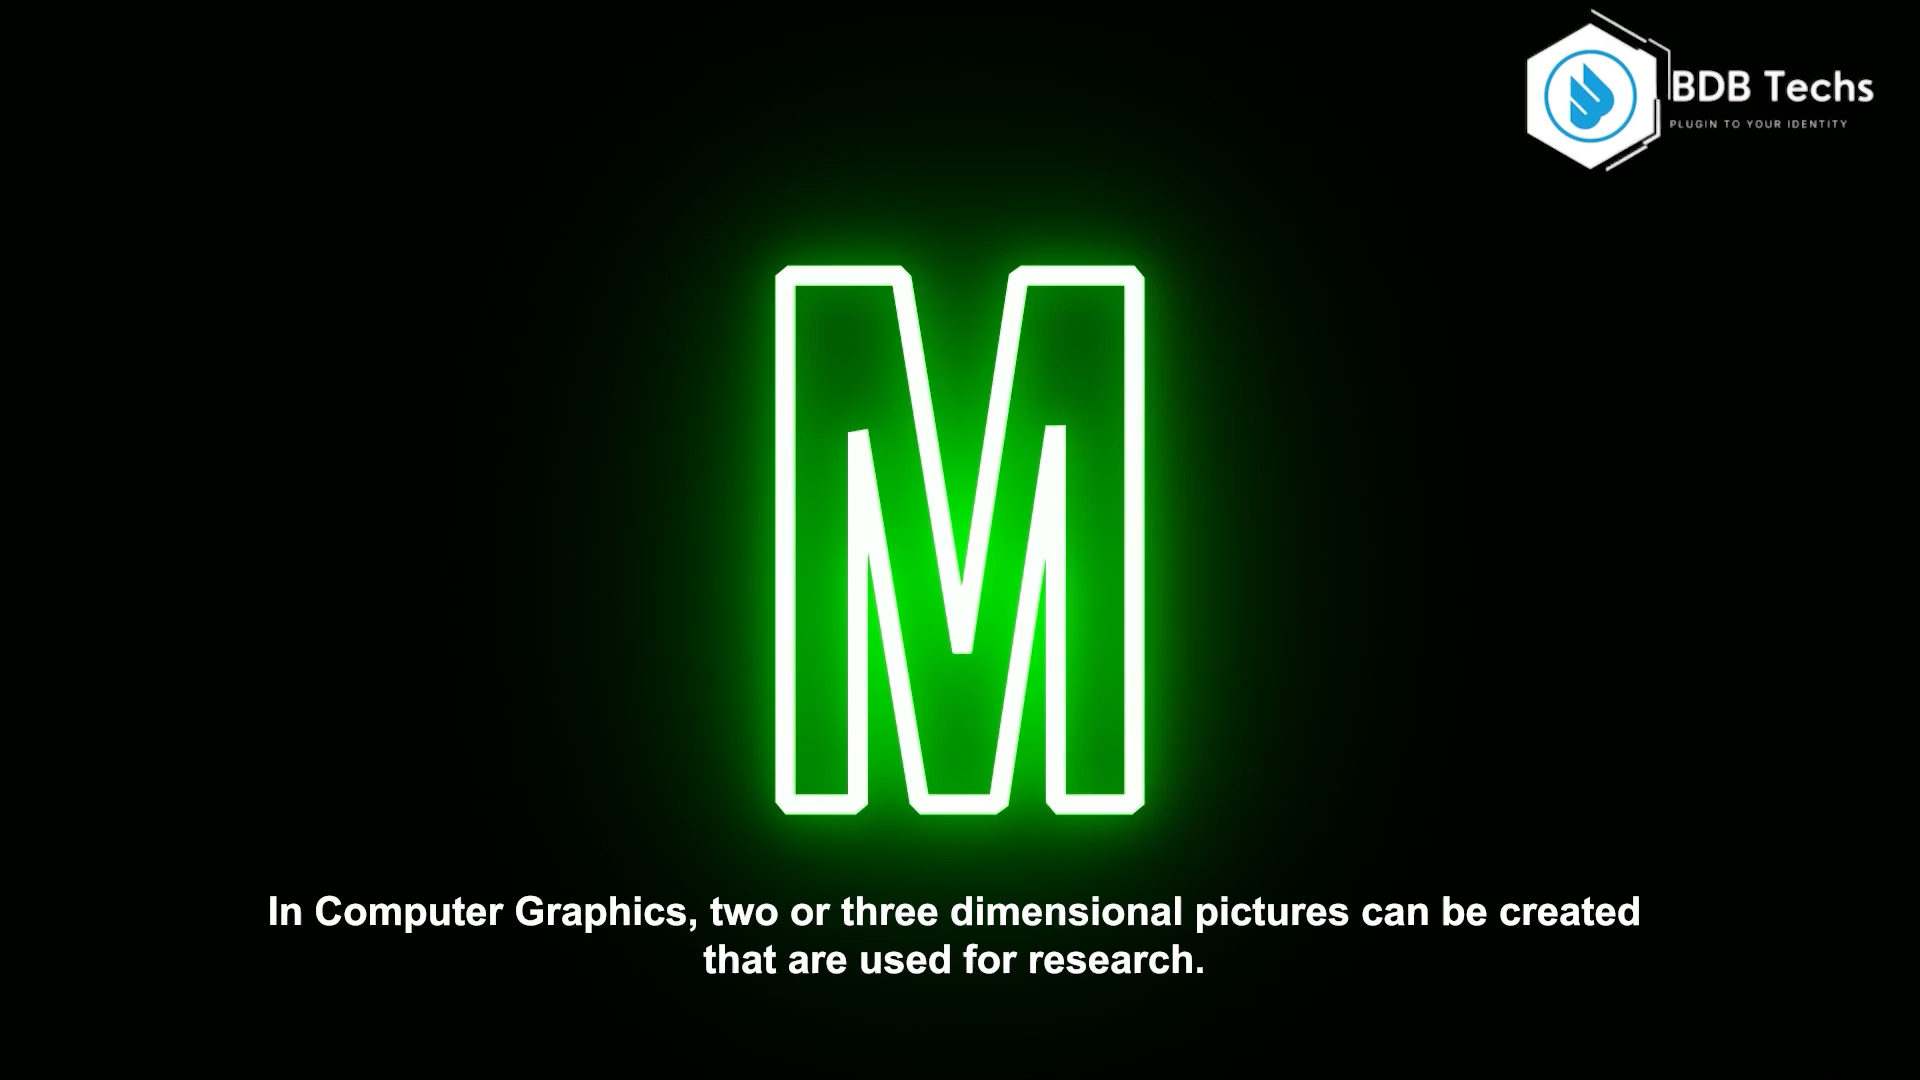 BDB Techs
PLUGIN TO YOUR IDENTITY
M
In Computer Graphics, two or three dimensional pictures can be created
that are used for research.